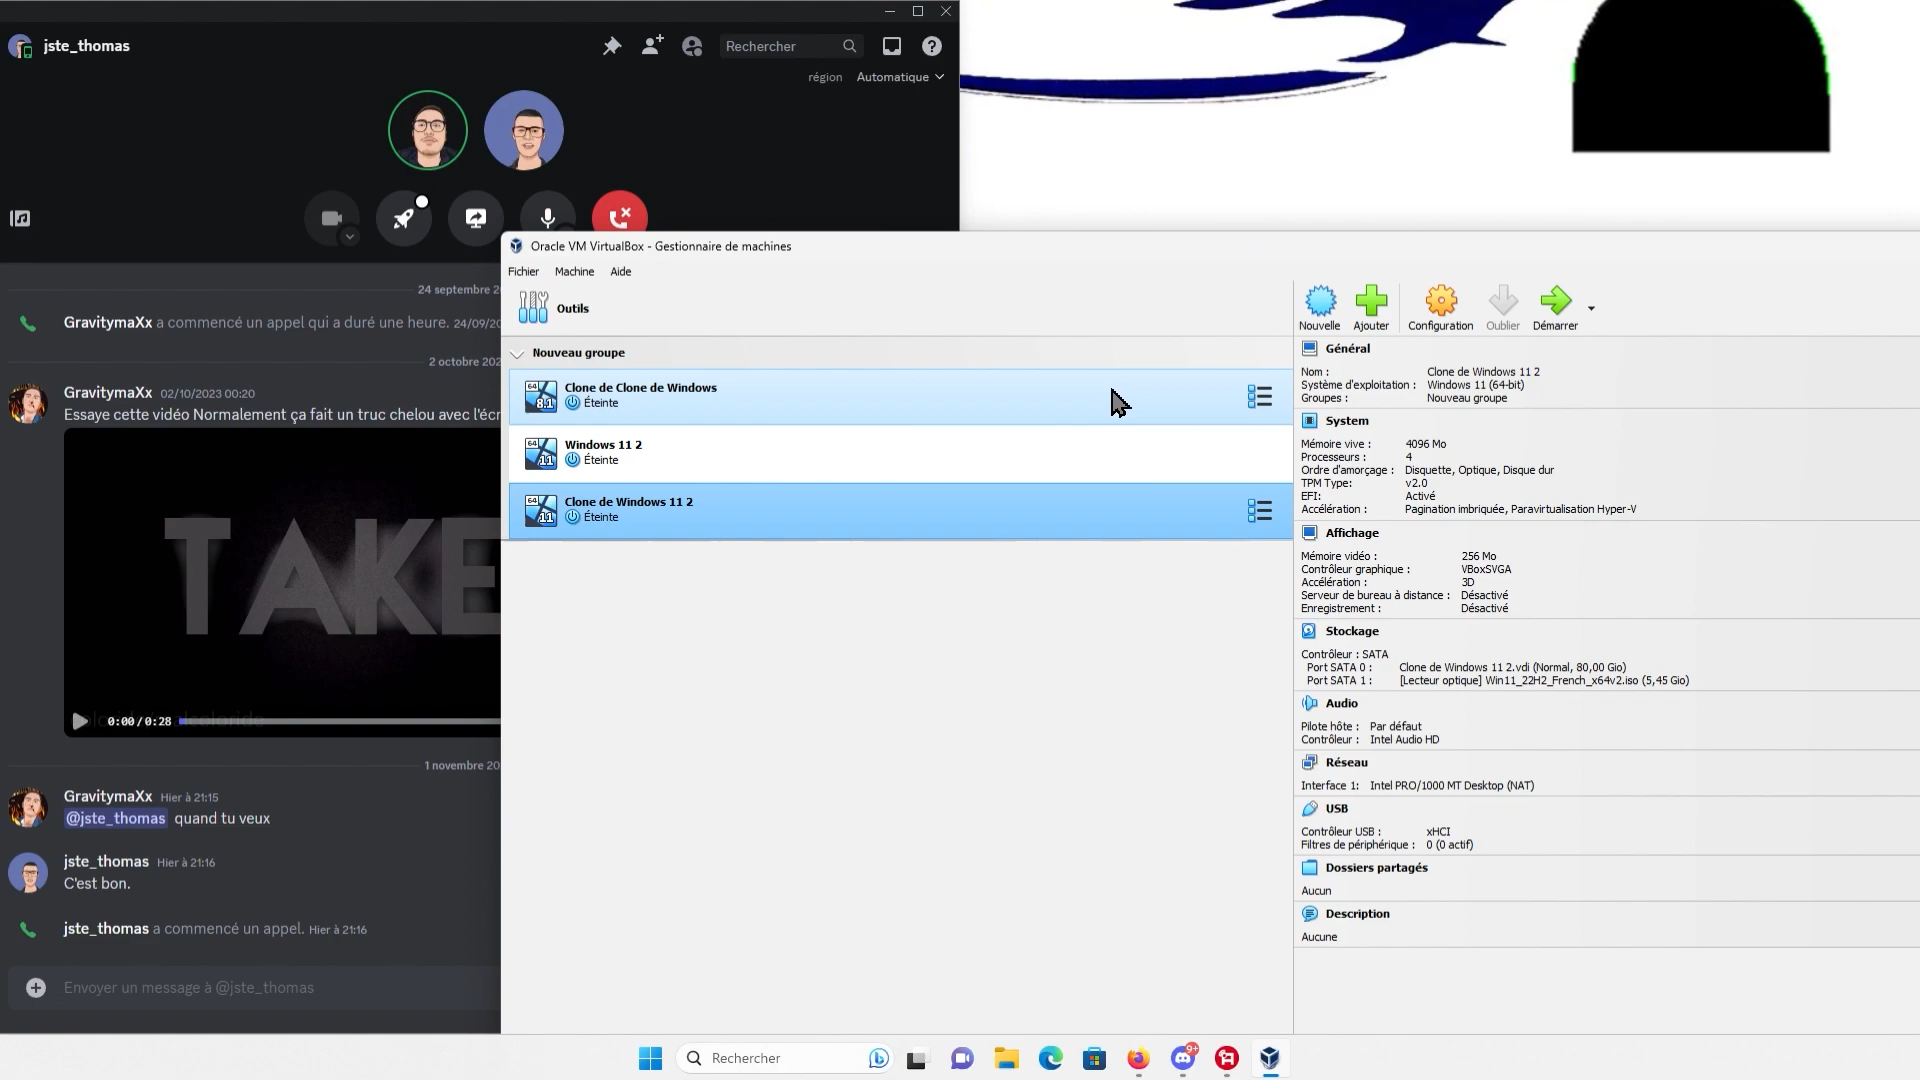 jste_thomas
Rechercher
région Automatique
24 septembre 2
GravitymaXx a commencé un appel qui a duré une heure. 24/09/20
2 octobre 202
GravitymaXx 02/10/2023 00:20
Essaye cette vidéo Normalement ça fait un truc chelou avec l'écr
TAKE
0:00/0:28
1 novembre 20
GravitymaXx Hier à 21:15
@jste_thomas quand tu veux
jste_thomas Hier à 21:16
C'est bon.
jste_thomas a commencé un appel. Hier à 21:16
Envoyer un message à @jste_thomas
Oracle VM VirtualBox - Gestionnaire de machines
Fichier Machine Aide
Outils
Nouveau groupe
64 8.1 Clone de Clone de Windows
Éteinte
64 11 Windows 11 2
Éteinte
64 11 Clone de Windows 11 2
Éteinte
Nouvelle Ajouter Configuration Oublier Démarrer
Général
Nom : Clone de Windows 11 2
Système d'exploitation : Windows 11 (64-bit)
Groupes : Nouveau groupe
System
Mémoire vive : 4096 Mo
Processeurs : 4
Ordre d'amorçage : Disquette, Optique, Disque dur
TPM Type: v2.0
EFI: Activé
Accélération : Pagination imbriquée, Paravirtualisation Hyper-V
Affichage
Mémoire vidéo : 256 Mo
Contrôleur graphique : VBoxSVGA
Accélération : 3D
Serveur de bureau à distance : Désactivé
Enregistrement : Désactivé
Stockage
Contrôleur : SATA
Port SATA 0 : Clone de Windows 11 2.vdi (Normal, 80,00 Gio)
Port SATA 1 : [Lecteur optique] Win11_22H2_French_x64v2.iso (5,45 Gio)
Audio
Pilote hôte : Par défaut
Contrôleur : Intel Audio HD
Réseau
Interface 1: Intel PRO/1000 MT Desktop (NAT)
USB
Contrôleur USB : xHCI
Filtres de périphérique : 0 (0 actif)
Dossiers partagés
Aucun
Description
Aucune
Rechercher
9+